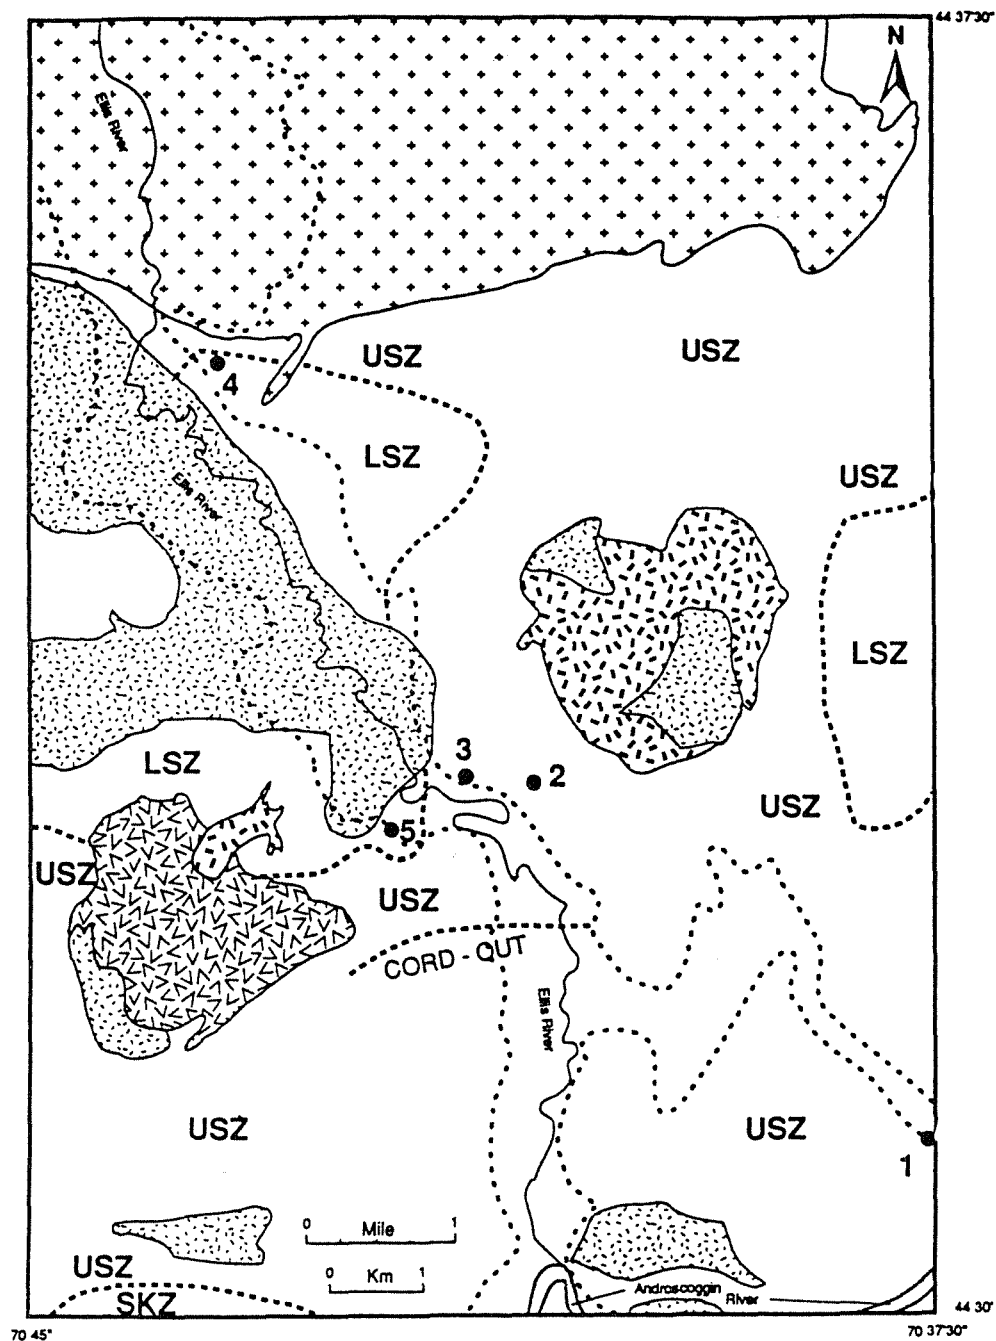 44 37'30"
N
Ellis River
USZ
USZ
4
LSZ
USZ
Ellis River
LSZ
3
2
LSZ
USZ
5
USZ
USZ
CORD - OUT
Ellis River
USZ
USZ
1
0 Mile 1
USZ
0 Km 1
SKZ
Androscoggin River
44 30'
70 45"
70 37'30"